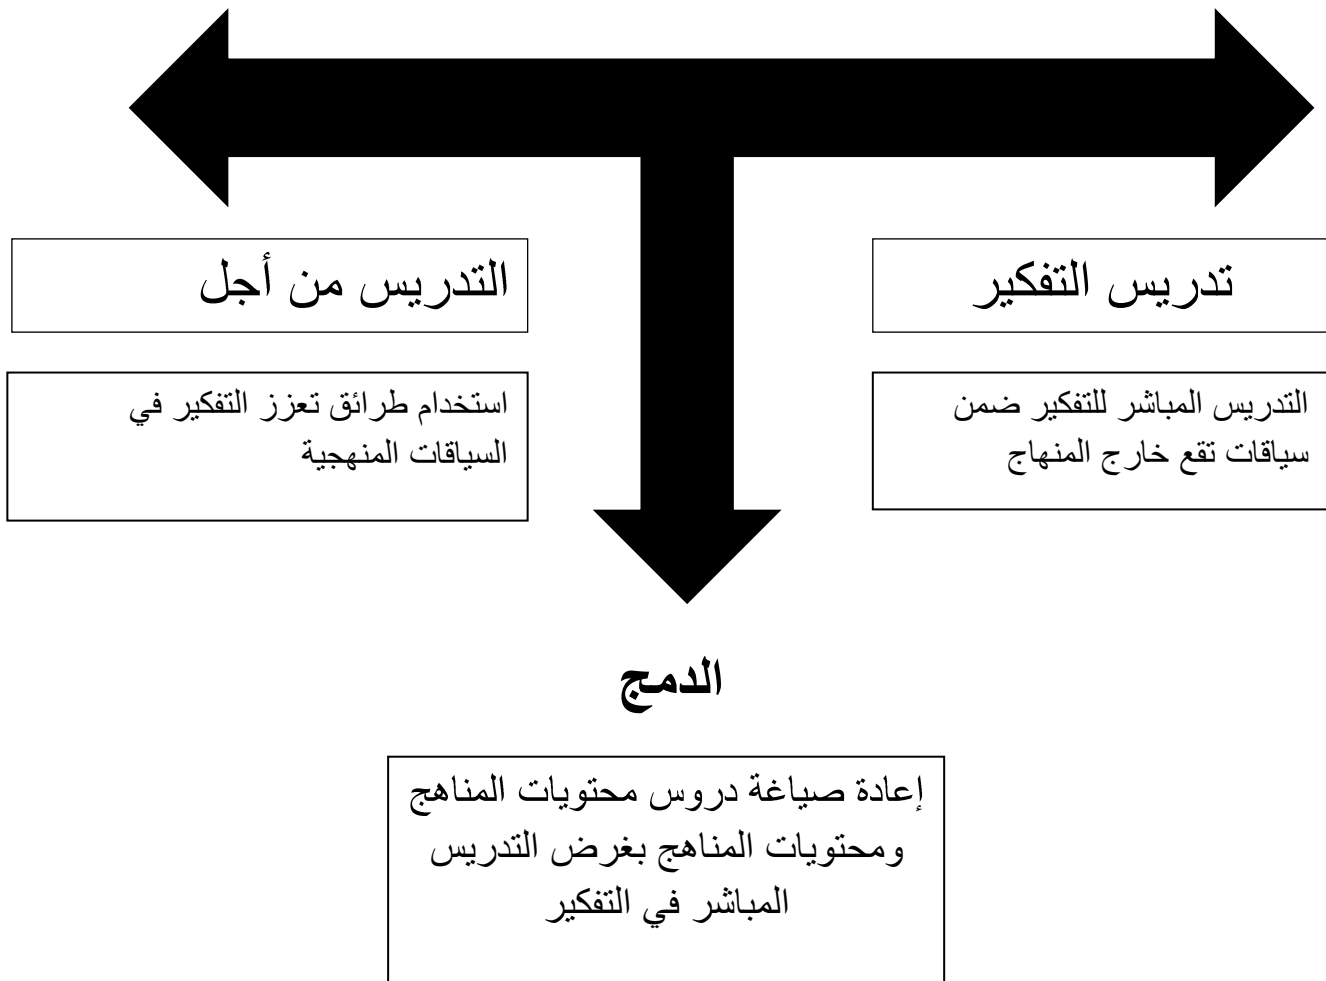 تدريس التفكير
التدريس المباشر للتفكير ضمن
سياقات تقع خارج المنهاج
التدريس من أجل
استخدام طرائق تعزز التفكير في
السياقات المنهجية
الدمج
إعادة صياغة دروس محتويات المناهج
ومحتويات المناهج بغرض التدريس
المباشر في التفكير